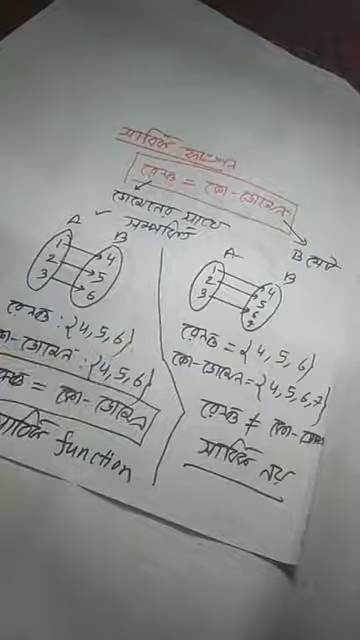 সার্বিক ফাংশন
রেঞ্জ = কো-ডোমেন
ডোমেনের সাথে
সম্পর্কিত
B সেট
A B
1 4
2 5
3 6
রেঞ্জ : {4, 5, 6}
কো-ডোমেন : {4, 5, 6}
রেঞ্জ = কো-ডোমেন
সার্বিক function
A B
1 4
2 5
3 6
7
রেঞ্জ = {4, 5, 6}
কো-ডোমেন = {4, 5, 6, 7}
রেঞ্জ ≠ কো-ডোমেন
সার্বিক নয়